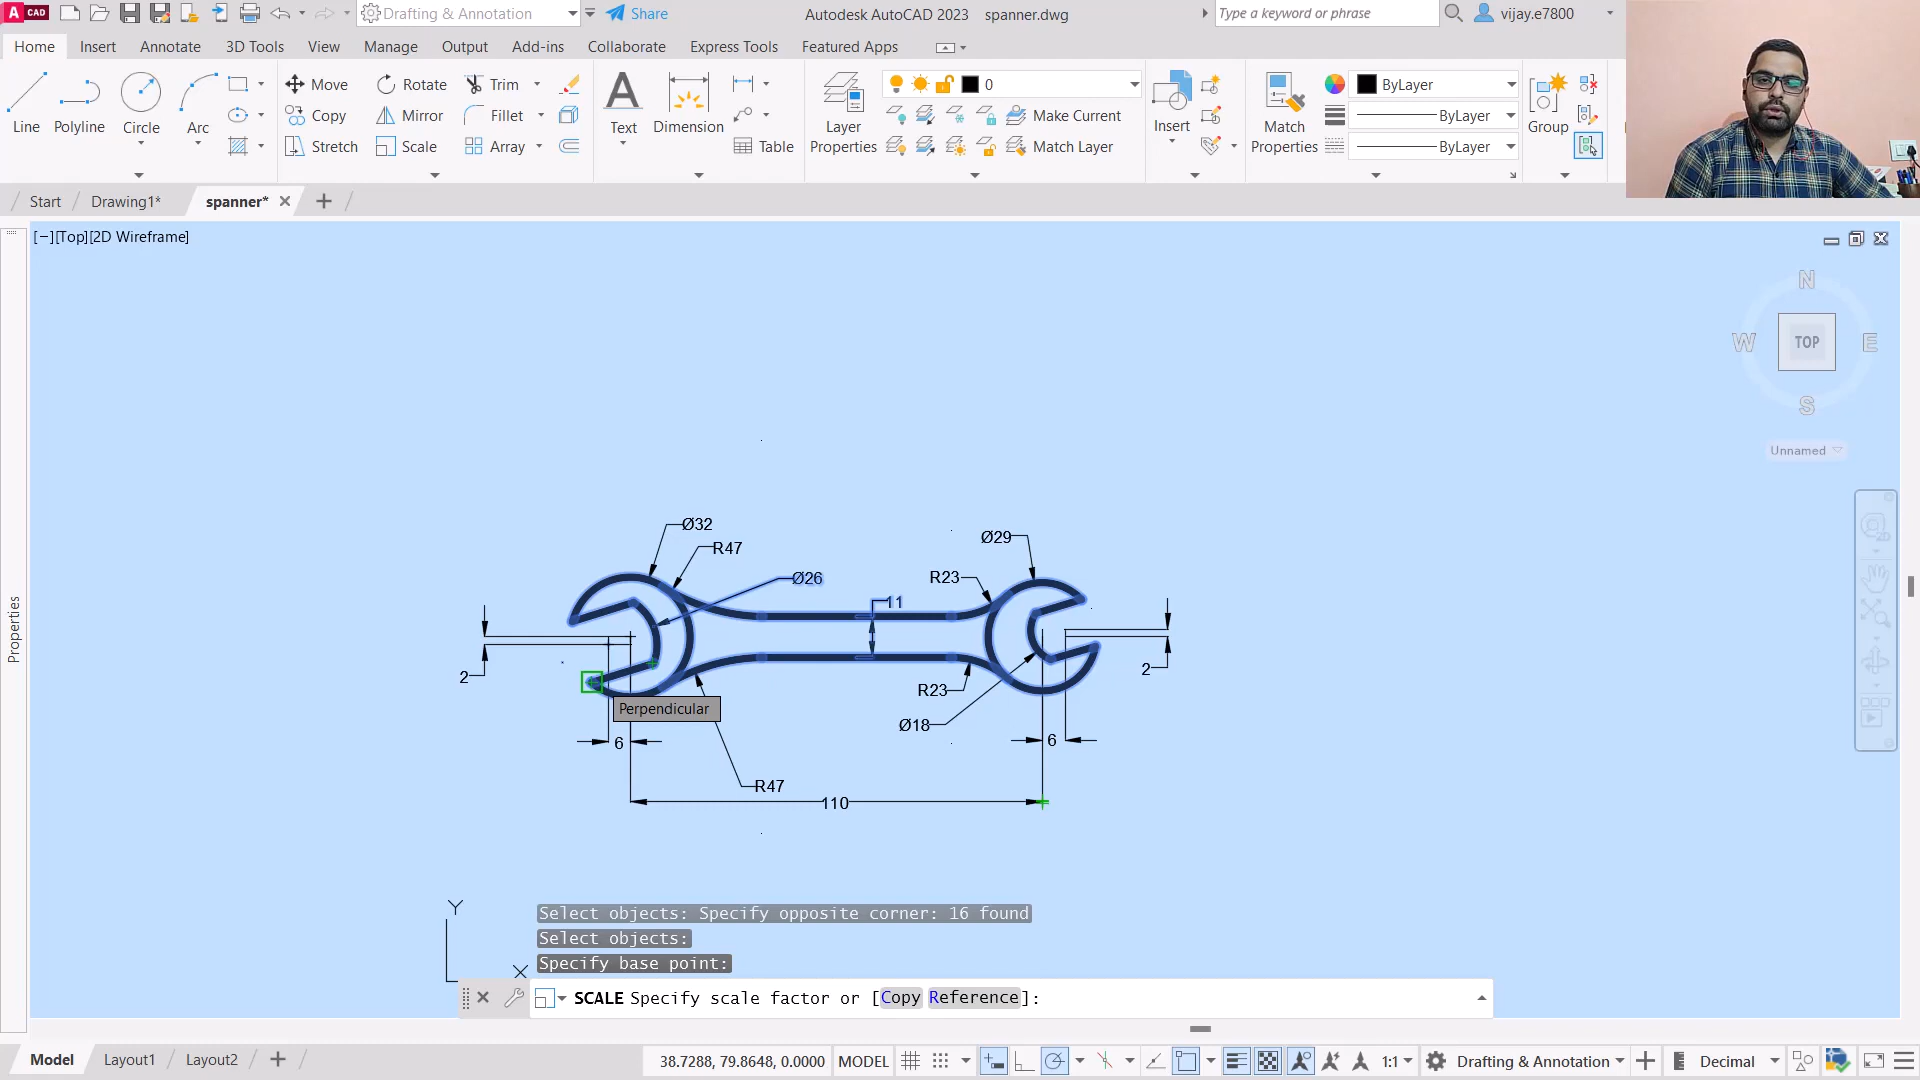 A CAD Drafting & Annotation Share Autodesk AutoCAD 2023 spanner.dwg Type a keyword or phrase vijay.e7800
Home Insert Annotate 3D Tools View Manage Output Add-ins Collaborate Express Tools Featured Apps
Move Rotate Trim 0 ByLayer
Line Polyline Circle Arc Copy Mirror Fillet Text Dimension Layer Properties Make Current Insert Match Properties ByLayer Group
Stretch Scale Array Table Match Layer ByLayer
Start Drawing1* spanner*
[−][Top][2D Wireframe]
N
W TOP E
S
Unnamed
Properties
Ø32
Ø29
R47
Ø26
R23
11
2
2
R23
Perpendicular
Ø18
6
6
R47
110
Y
X
Select objects: Specify opposite corner: 16 found
Select objects:
Specify base point:
SCALE Specify scale factor or [Copy Reference]:
Model Layout1 Layout2 38.7288, 79.8648, 0.0000 MODEL 1:1 Drafting & Annotation Decimal